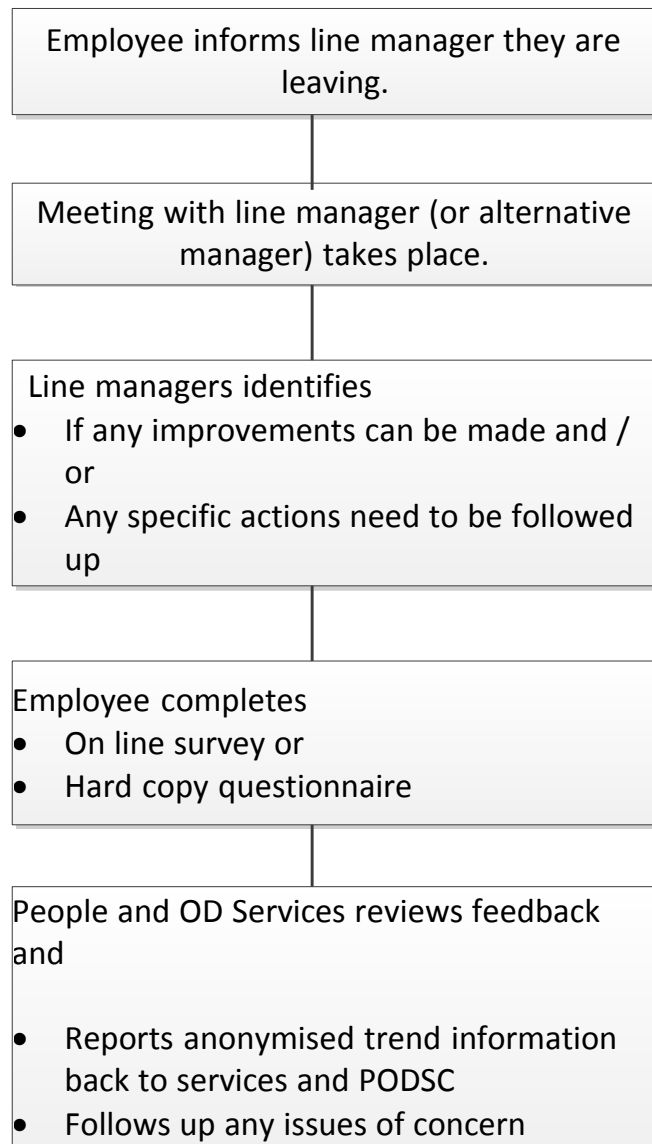 Employee informs line manager they are
leaving.
Meeting with line manager (or alternative
manager) takes place.
Line managers identifies
• If any improvements can be made and /
or
• Any specific actions need to be followed
up
Employee completes
• On line survey or
• Hard copy questionnaire
People and OD Services reviews feedback
and
• Reports anonymised trend information
back to services and PODSC
• Follows up any issues of concern